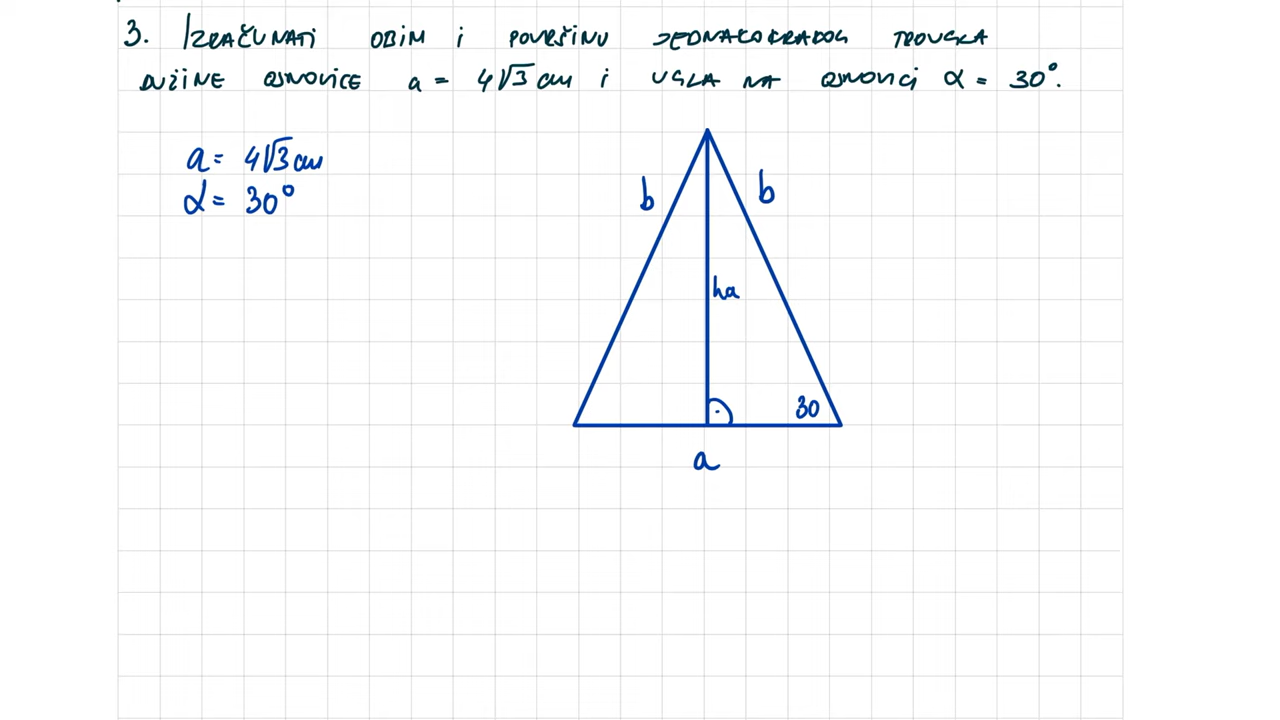 3. IZRAČUNATI OBIM I POVRŠINU JEDNAKOKRAKOG TROUGLA
DUŽINE OSNOVICE a = 4√3 cm I UGLA NA OSNOVICI α = 30°.
a = 4√3 cm
α = 30°
b
b
ha
30
a